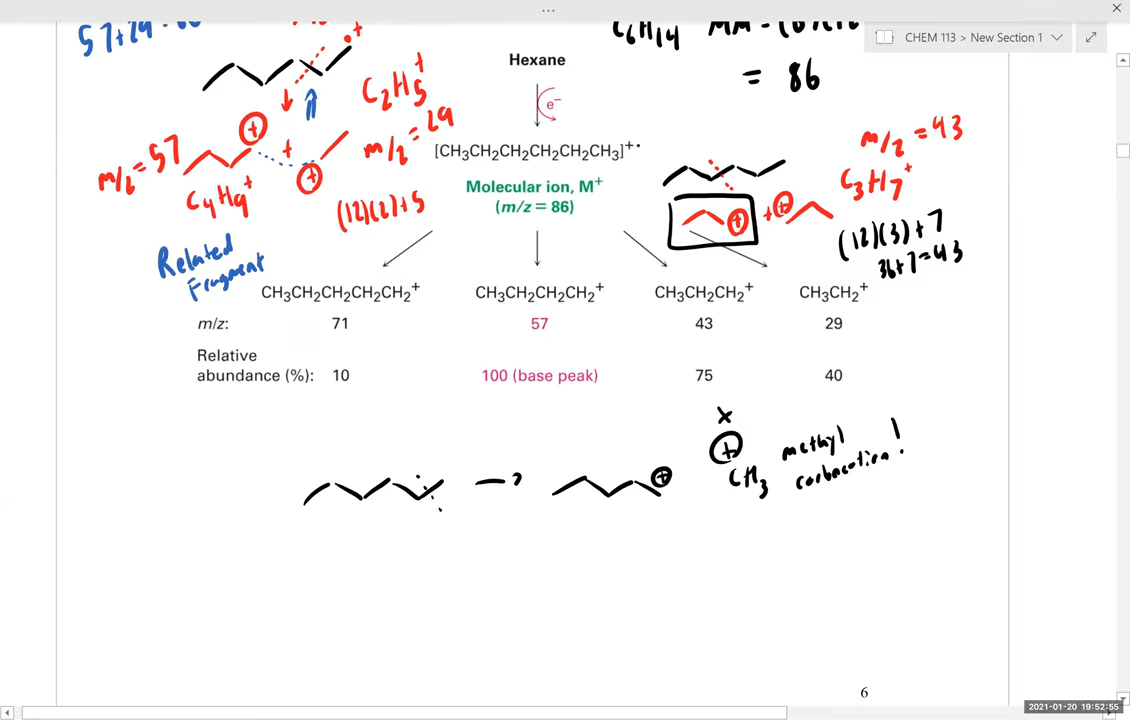 CHEM 113 > New Section 1
57+29
C6H14
= 86
Hexane
e⁻
C2H5+
m/z = 29
m/z = 57
C4H9+
(12)(2)+5
[CH3CH2CH2CH2CH2CH3]+•
Molecular ion, M+
(m/z = 86)
m/z = 43
C3H7+
(12)(3)+7
36+7=43
Related
Fragment
CH3CH2CH2CH2CH2+ CH3CH2CH2CH2+ CH3CH2CH2+ CH3CH2+
m/z: 71 57 43 29
Relative
abundance (%): 10 100 (base peak) 75 40
x
+
CH3 methyl
carbocation!
6
2021-01-20 19:52:55